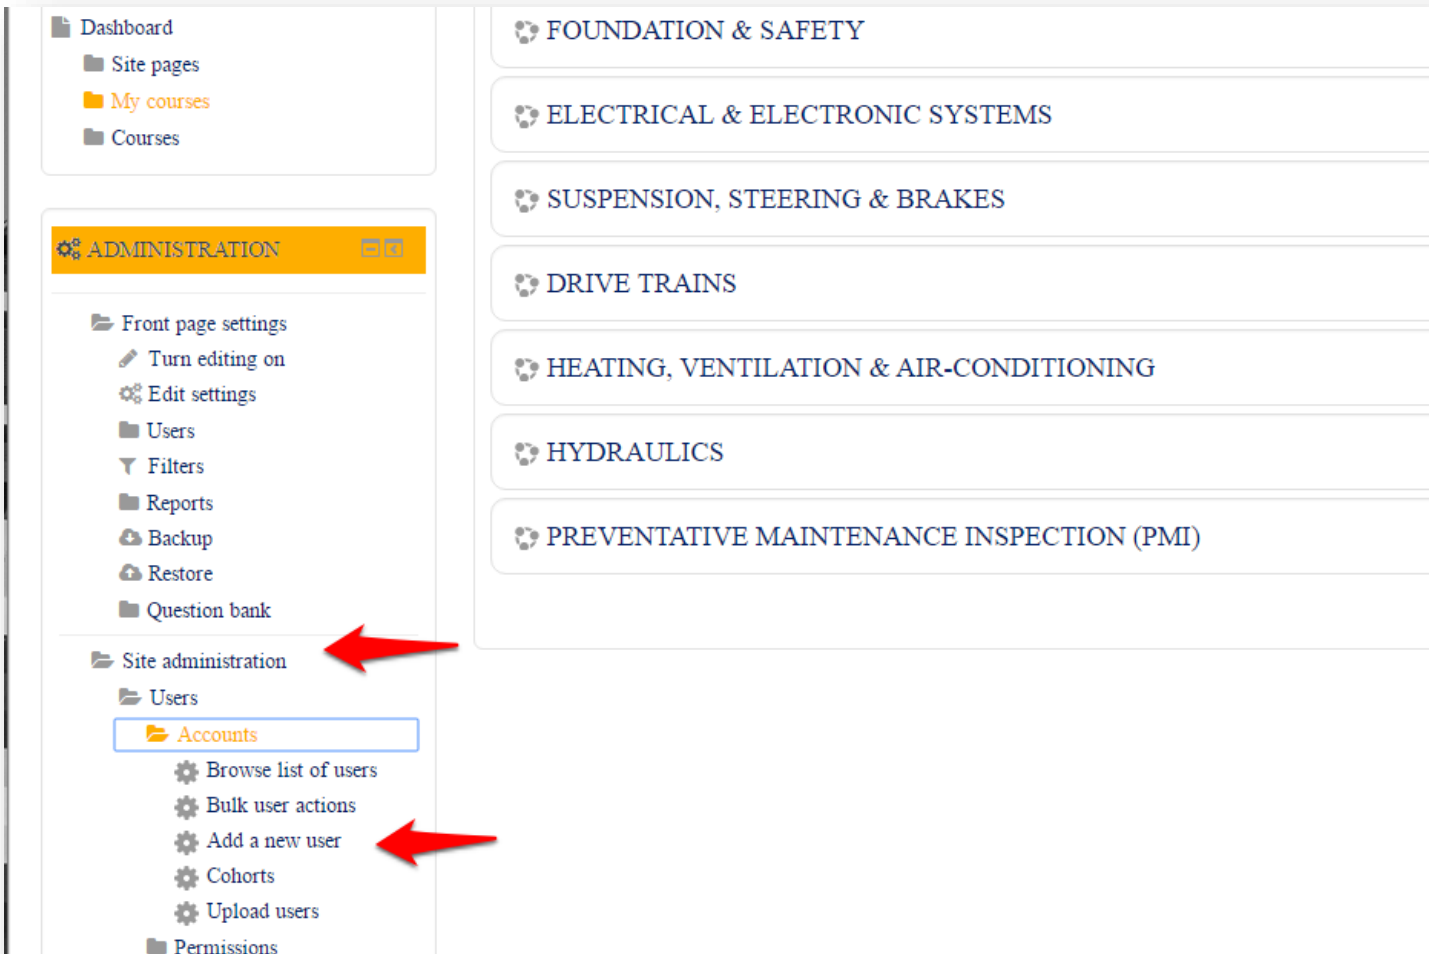 Dashboard
Site pages
My courses
Courses
ADMINISTRATION
Front page settings
Turn editing on
Edit settings
Users
Filters
Reports
Backup
Restore
Question bank
Site administration
Users
Accounts
Browse list of users
Bulk user actions
Add a new user
Cohorts
Upload users
Permissions
FOUNDATION & SAFETY
ELECTRICAL & ELECTRONIC SYSTEMS
SUSPENSION, STEERING & BRAKES
DRIVE TRAINS
HEATING, VENTILATION & AIR-CONDITIONING
HYDRAULICS
PREVENTATIVE MAINTENANCE INSPECTION (PMI)